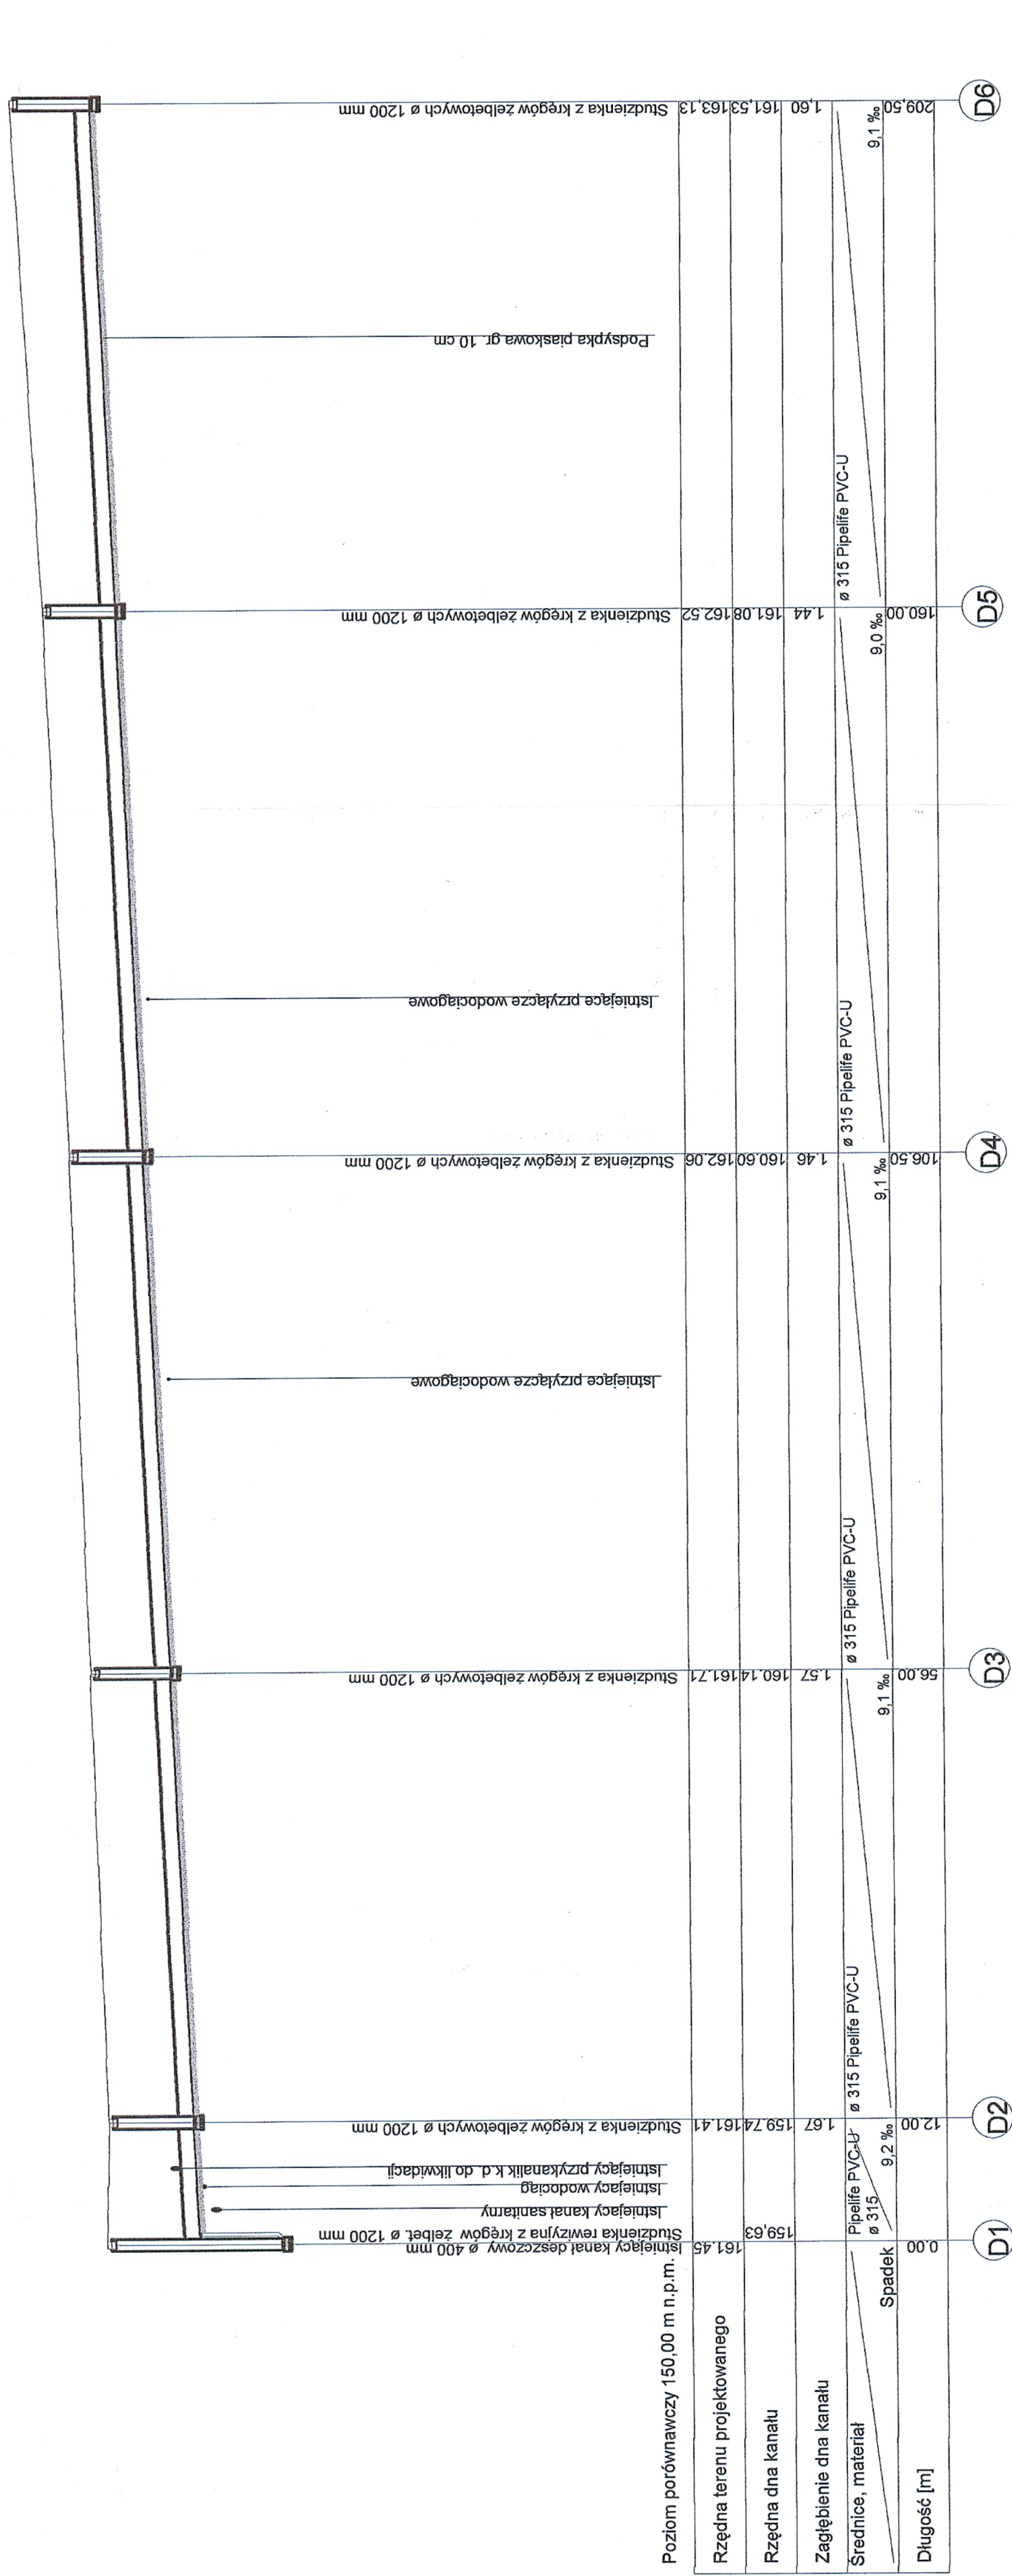 Istniejący kanał deszczowy ø 400 mm
Studzienka rewizyjna z kręgów żelbet. ø 1200 mm
Istniejący kanał sanitarny
Istniejący wodociąg
Istniejący przykanalik k.d. do likwidacji
Studzienka z kręgów żelbetowych ø 1200 mm
Studzienka z kręgów żelbetowych ø 1200 mm
Istniejące przyłącze wodociągowe
Studzienka z kręgów żelbetowych ø 1200 mm
Istniejące przyłącze wodociągowe
Studzienka z kręgów żelbetowych ø 1200 mm
Podsypka piaskowa gr. 10 cm
Studzienka z kręgów żelbetowych ø 1200 mm
Poziom porównawczy 150,00 m n.p.m.
Rzędna terenu projektowanego 161.45 161.41 161.71 162.06 162.52 163,13
Rzędna dna kanału 159,63 159.74 160.14 160.60 161.08 161,53
Zagłębienie dna kanału 1.67 1.57 1.46 1.44 1,60
Średnice, materiał Pipelife PVC-U ø 315 ø 315 Pipelife PVC-U ø 315 Pipelife PVC-U ø 315 Pipelife PVC-U ø 315 Pipelife PVC-U
Spadek 9,2 ‰ 9,1 ‰ 9,1 ‰ 9,0 ‰ 9,1 ‰
Długość [m] 0.00 12.00 56.00 106.50 160.00 209,50
D1 D2 D3 D4 D5 D6